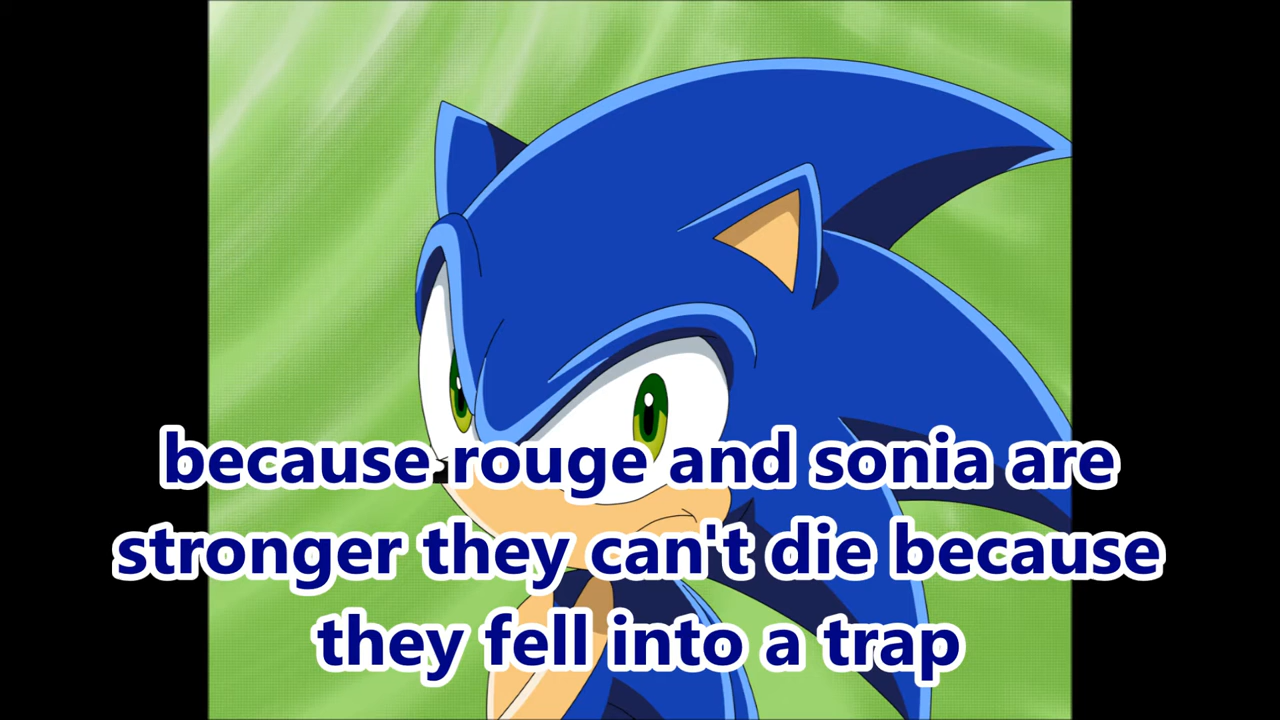 because rouge and sonia are
stronger they can't die because
they fell into a trap